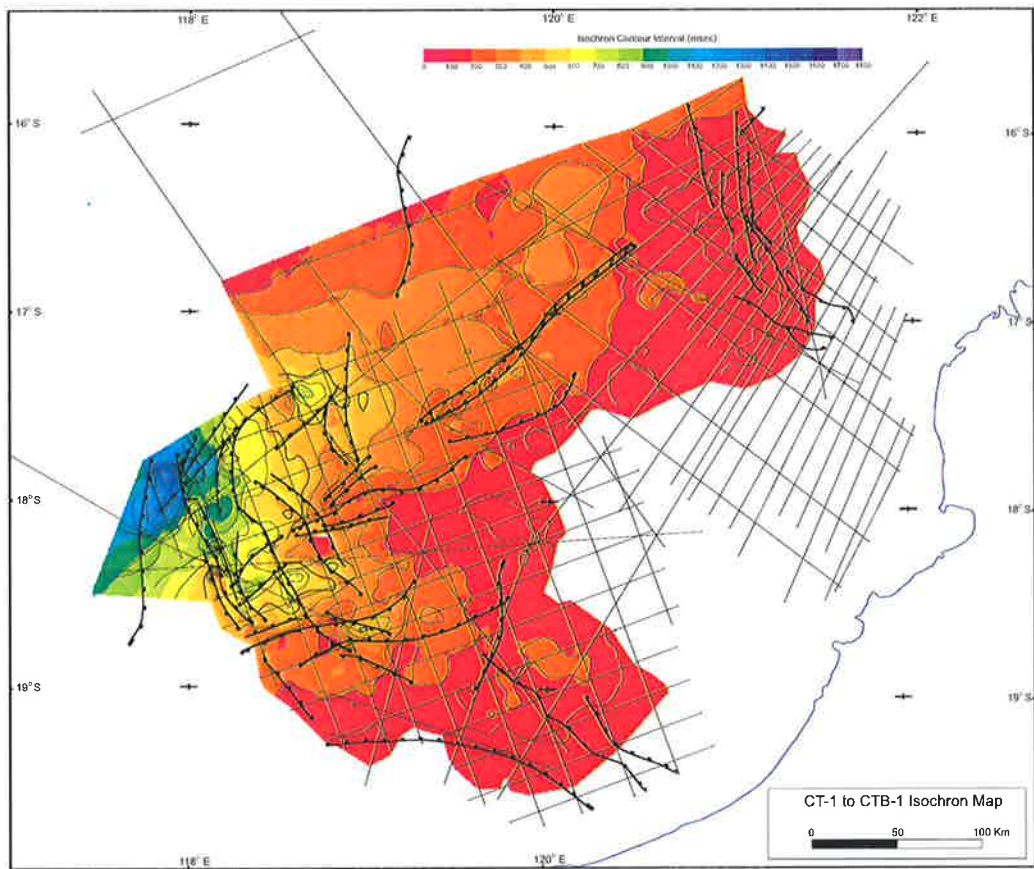 118° E
120° E
122° E
Isochron Contour Interval (msec)
16° S
16° S
17° S
17° S
18° S
18° S
19° S
19° S
CT-1 to CTB-1 Isochron Map
0 50 100 Km
118° E
120° E